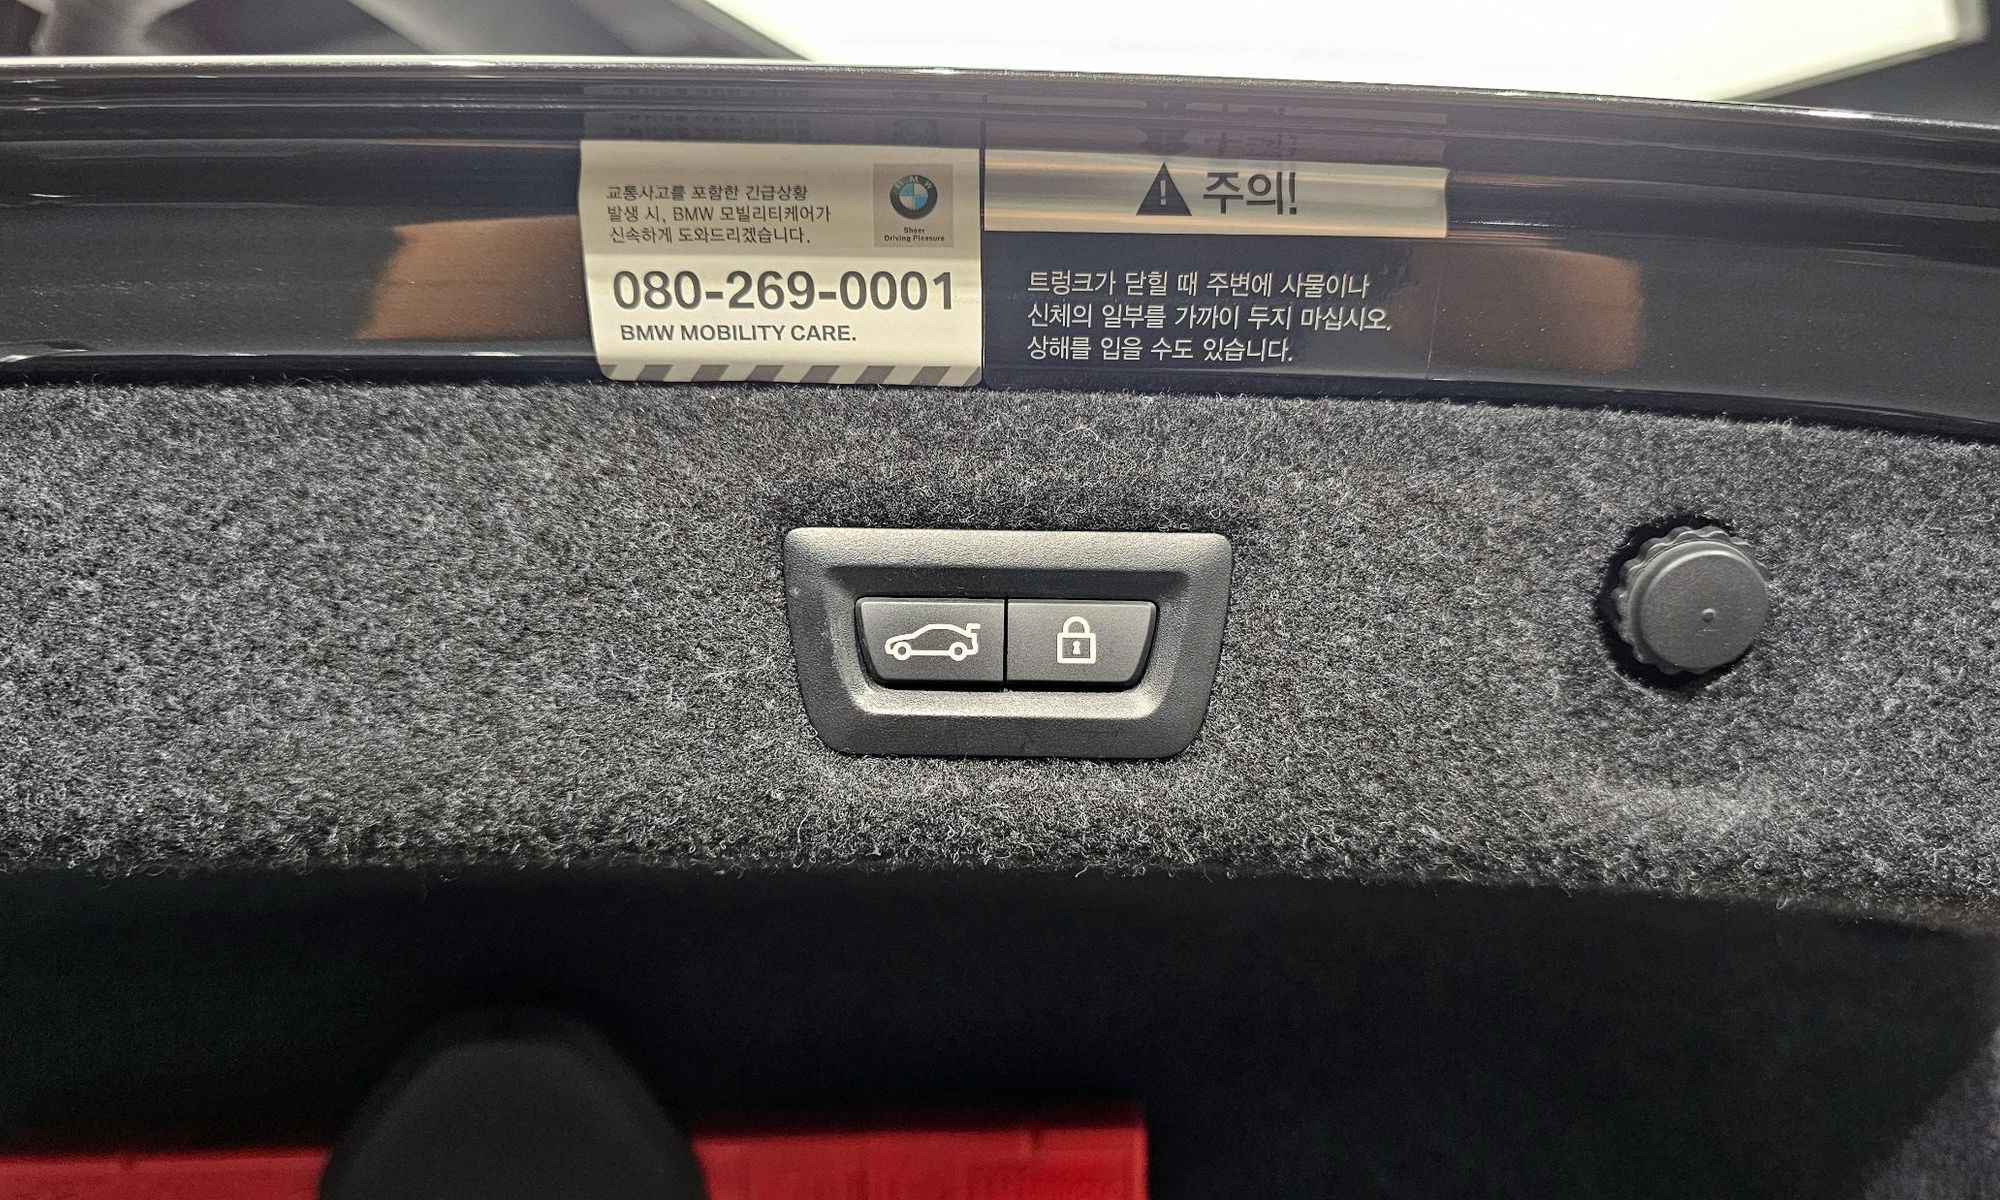 교통사고를 포함한 긴급상황
발생 시, BMW 모빌리티케어가
신속하게 도와드리겠습니다.
BMW
Sheer
Driving Pleasure
080-269-0001
BMW MOBILITY CARE.
주의!
트렁크가 닫힐 때 주변에 사물이나
신체의 일부를 가까이 두지 마십시오.
상해를 입을 수도 있습니다.